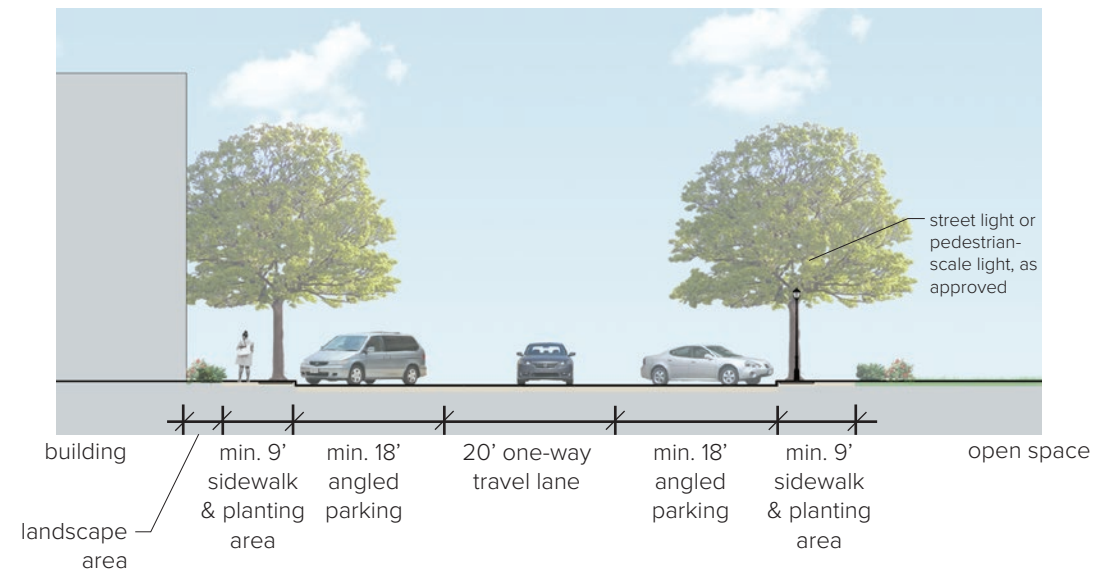 street light or
pedestrian-
scale light, as
approved
building
landscape
area
min. 9’
sidewalk
& planting
area
min. 18’
angled
parking
20’ one-way
travel lane
min. 18’
angled
parking
min. 9’
sidewalk
& planting
area
open space